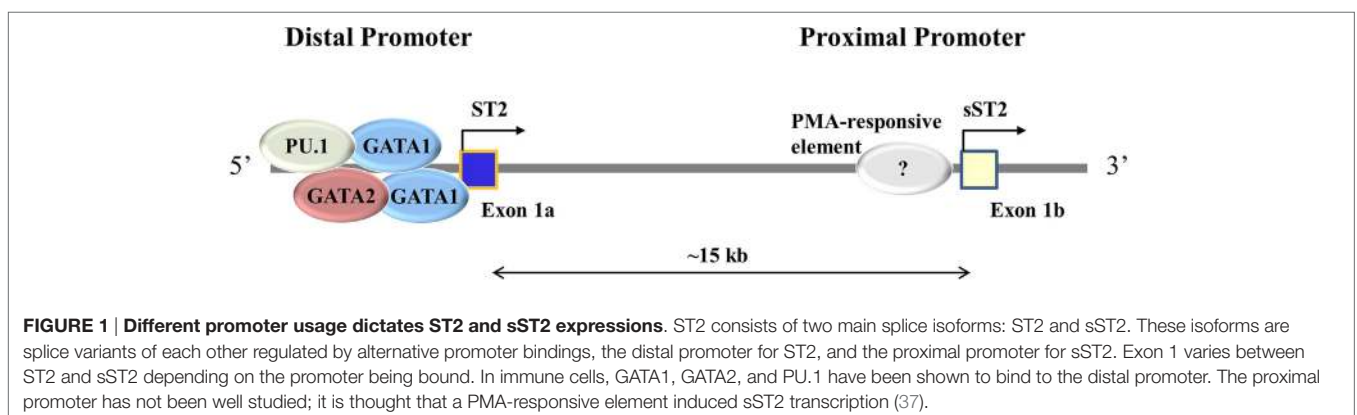 Distal Promoter
Proximal Promoter
ST2
sST2
PMA-responsive
element
PU.1
GATA1
?
5’
3’
GATA2
GATA1
Exon 1a
Exon 1b
~15 kb
FIGURE 1 | Different promoter usage dictates ST2 and sST2 expressions. ST2 consists of two main splice isoforms: ST2 and sST2. These isoforms are
splice variants of each other regulated by alternative promoter bindings, the distal promoter for ST2, and the proximal promoter for sST2. Exon 1 varies between
ST2 and sST2 depending on the promoter being bound. In immune cells, GATA1, GATA2, and PU.1 have been shown to bind to the distal promoter. The proximal
promoter has not been well studied; it is thought that a PMA-responsive element induced sST2 transcription (37).